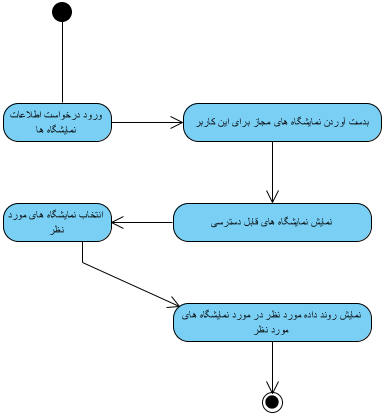 ورود درخواست اطلاعات
نمایشگاه ها
بدست آوردن نمایشگاه های مجاز برای این کاربر
نمایش نمایشگاه های قابل دسترسی
انتخاب نمایشگاه های مورد
نظر
نمایش روند داده مورد نظر در مورد نمایشگاه های
مورد نظر